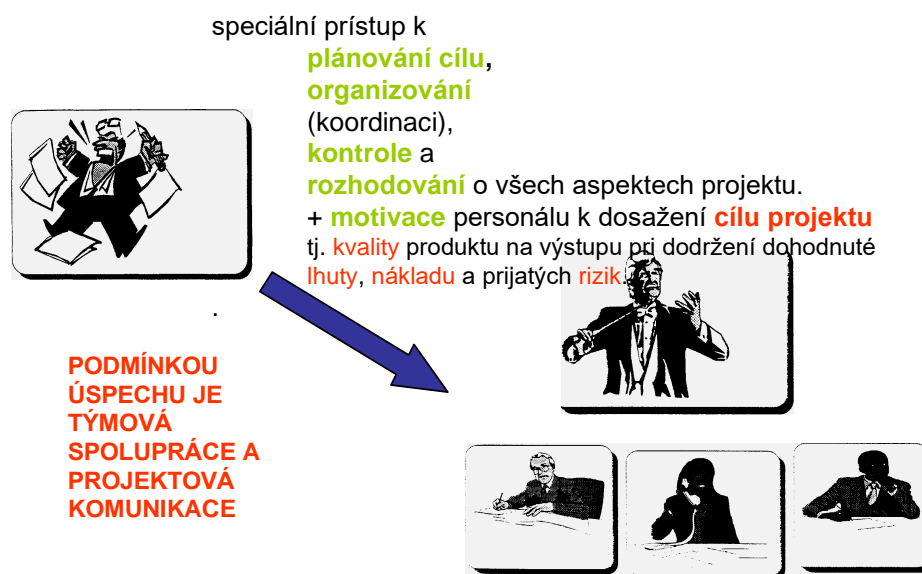 speciální prístup k
plánování cílu,
organizování
(koordinaci),
kontrole a
rozhodování o všech aspektech projektu.
+ motivace personálu k dosažení cílu projektu
tj. kvality produktu na výstupu pri dodržení dohodnuté
lhuty, nákladu a prijatých rizik
.
PODMÍNKOU
ÚSPECHU JE
TÝMOVÁ
SPOLUPRÁCE A
PROJEKTOVÁ
KOMUNIKACE